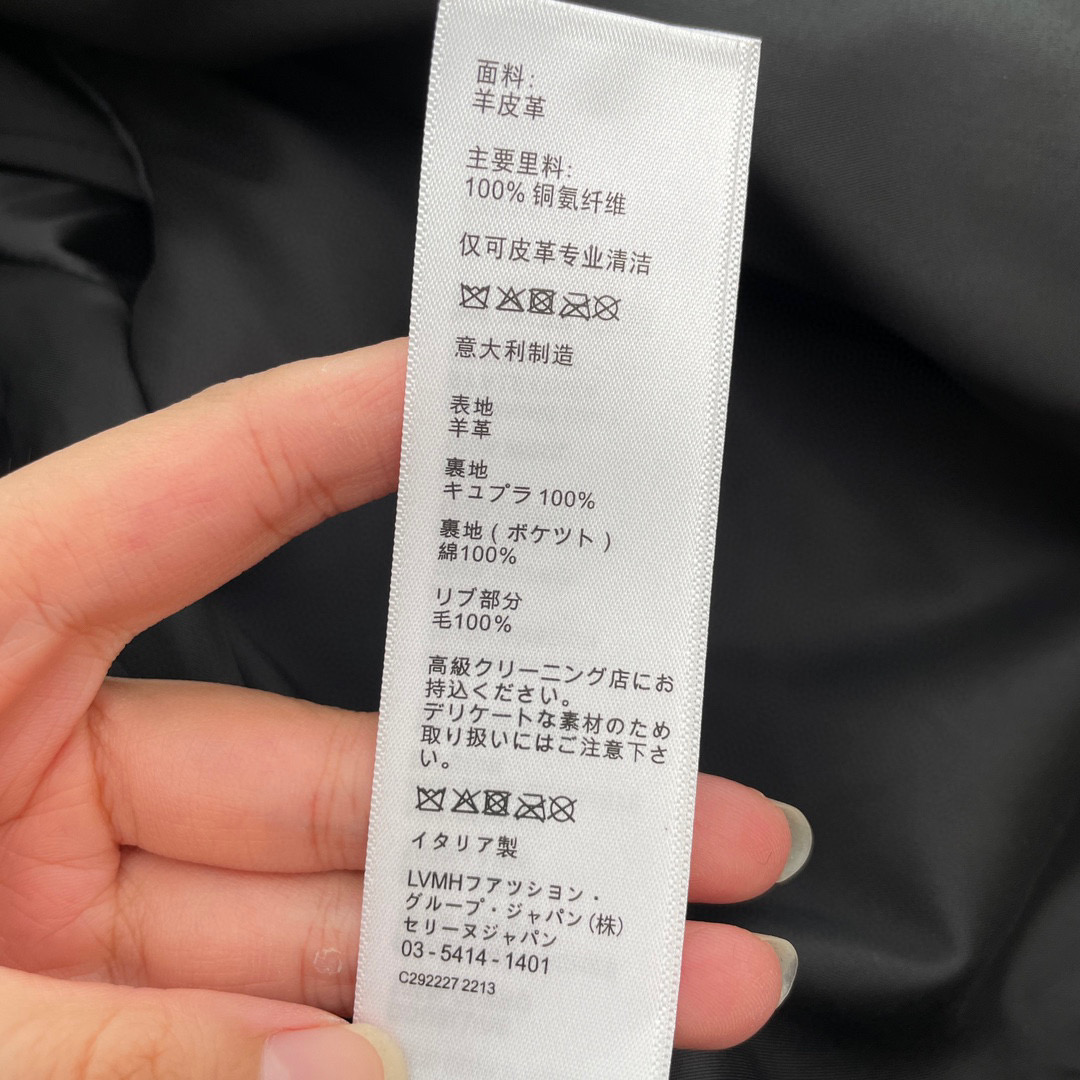 面料:
羊皮革
主要里料:
100% 铜氨纤维
仅可皮革专业清洁
意大利制造
表地
羊革
裏地
キュプラ 100%
裏地 ( ポケツト )
綿100%
リブ部分
毛100%
高級クリーニング店にお
持込ください。
デリケートな素材のため
取り扱いにはご注意下さ
い。
イタリア製
LVMHフアツシヨン・
グループ・ジャパン (株)
セリーヌジャパン
03 - 5414 - 1401
C292227 2213